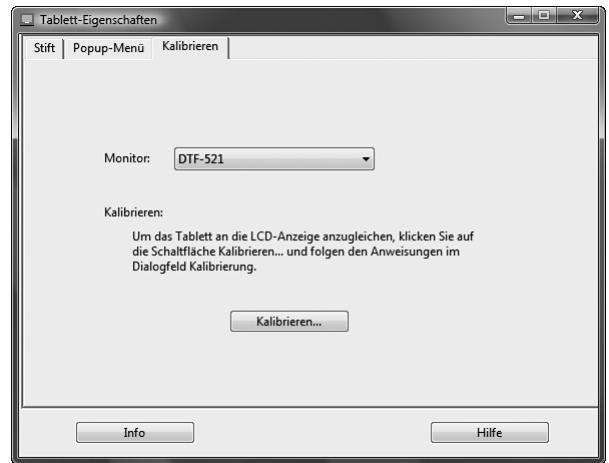 Tablett-Eigenschaften
Stift Popup-Menü Kalibrieren
Monitor: DTF-521
Kalibrieren:
Um das Tablett an die LCD-Anzeige anzugleichen, klicken Sie auf
die Schaltfläche Kalibrieren... und folgen den Anweisungen im
Dialogfeld Kalibrierung.
Kalibrieren...
Info Hilfe